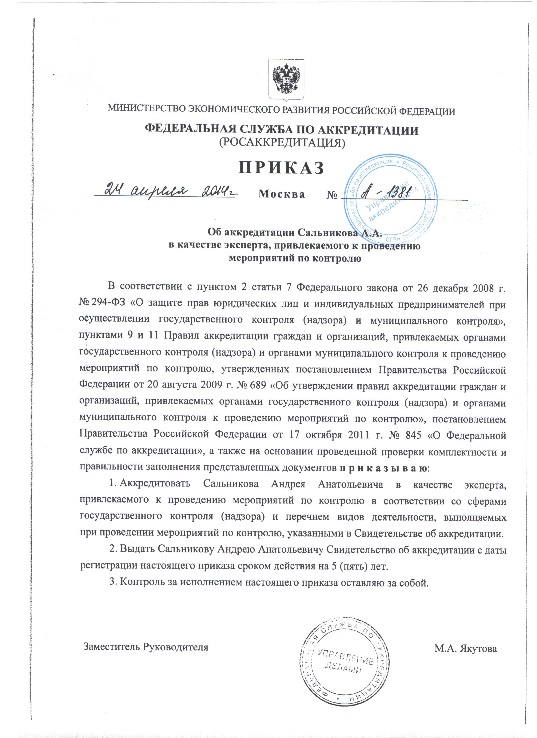 МИНИСТЕРСТВО ЭКОНОМИЧЕСКОГО РАЗВИТИЯ РОССИЙСКОЙ ФЕДЕРАЦИИ
ФЕДЕРАЛЬНАЯ СЛУЖБА ПО АККРЕДИТАЦИИ
(РОСАККРЕДИТАЦИЯ)
ПРИКАЗ
24 апреля 2014г. Москва № А-1381
Об аккредитации Сальникова А.А.
в качестве эксперта, привлекаемого к проведению
мероприятий по контролю
В соответствии с пунктом 2 статьи 7 Федерального закона от 26 декабря 2008 г.
№ 294-ФЗ «О защите прав юридических лиц и индивидуальных предпринимателей при
осуществлении государственного контроля (надзора) и муниципального контроля»,
пунктами 9 и 11 Правил аккредитации граждан и организаций, привлекаемых органами
государственного контроля (надзора) и органами муниципального контроля к проведению
мероприятий по контролю, утвержденных постановлением Правительства Российской
Федерации от 20 августа 2009 г. № 689 «Об утверждении правил аккредитации граждан и
организаций, привлекаемых органами государственного контроля (надзора) и органами
муниципального контроля к проведению мероприятий по контролю», постановлением
Правительства Российской Федерации от 17 октября 2011 г. № 845 «О Федеральной
службе по аккредитации», а также на основании проведенной проверки комплектности и
правильности заполнения представленных документов п р и к а з ы в а ю:
1. Аккредитовать Сальникова Андрея Анатольевича в качестве эксперта,
привлекаемого к проведению мероприятий по контролю в соответствии со сферами
государственного контроля (надзора) и перечнем видов деятельности, выполняемых
при проведении мероприятий по контролю, указанными в Свидетельстве об аккредитации.
2. Выдать Сальникову Андрею Анатольевичу Свидетельство об аккредитации с даты
регистрации настоящего приказа сроком действия на 5 (пять) лет.
3. Контроль за исполнением настоящего приказа оставляю за собой.
Заместитель Руководителя М.А. Якутова
УПРАВЛЕНИЕ
ДЕЛАМИ